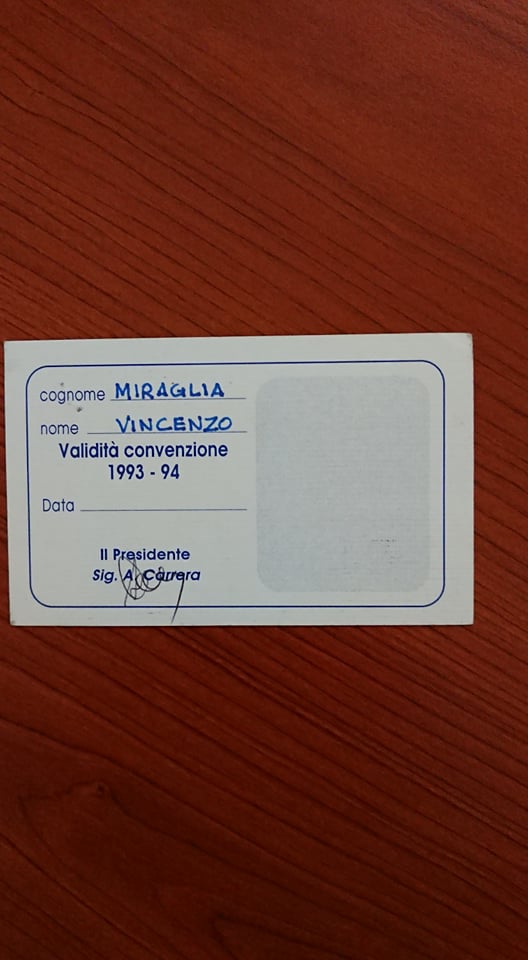 cognome MIRAGLIA
nome VINCENZO
Validità convenzione
1993 - 94
Data
Il Presidente
Sig. A. Carrera